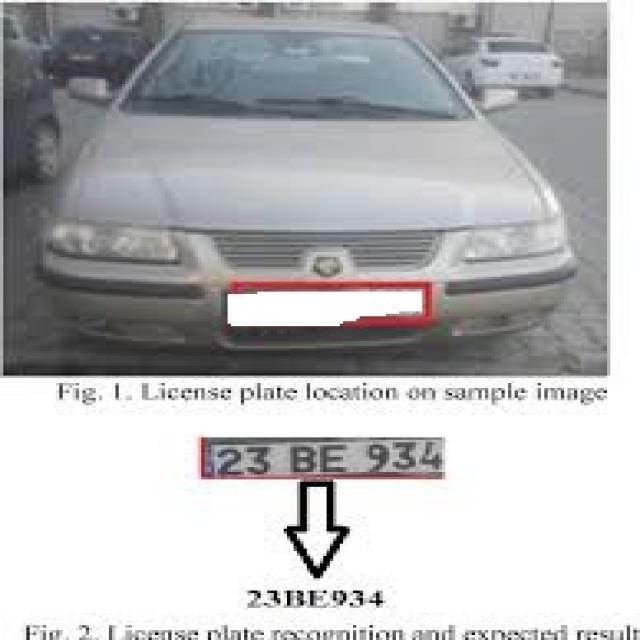 Fig. 1. License plate location on sample image
23 BE 934
23BE934
Fig. 2. License plate recognition and expected result